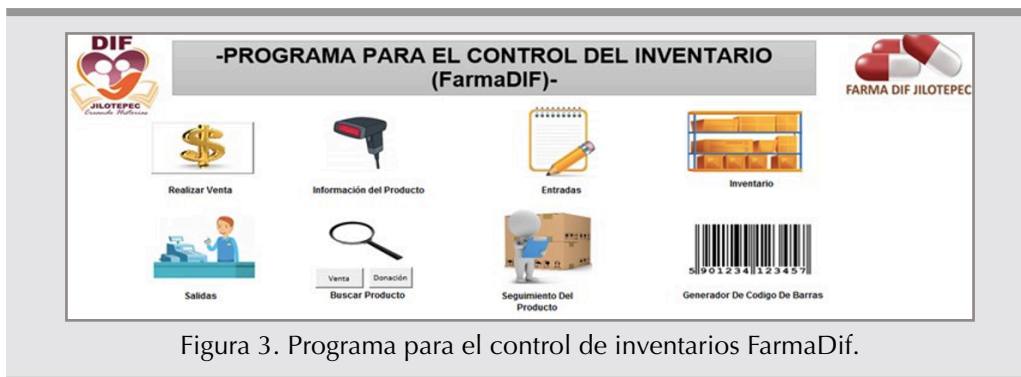 DIF
JILOTEPEC
Creando Historias
-PROGRAMA PARA EL CONTROL DEL INVENTARIO
(FarmaDIF)-
FARMA DIF JILOTEPEC
Realizar Venta
Información del Producto
Entradas
Inventario
Salidas
Venta
Donación
Buscar Producto
Seguimiento Del
Producto
5 901234 123457
Generador De Codigo De Barras
Figura 3. Programa para el control de inventarios FarmaDif.